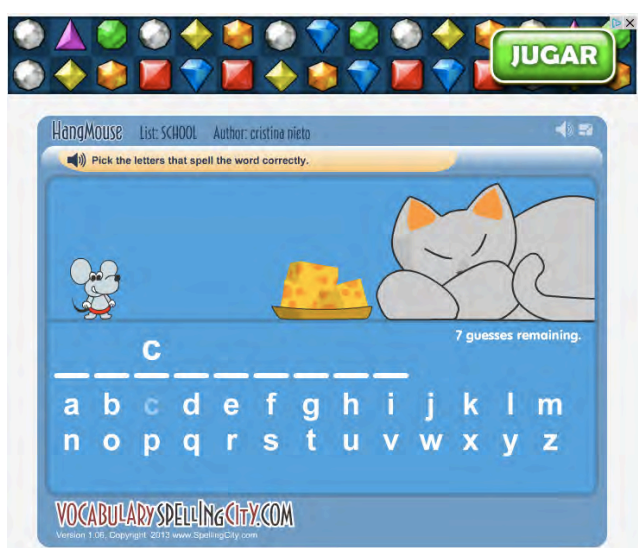 JUGAR
HangMouse List: SCHOOL Author: cristina nieto
Pick the letters that spell the word correctly.
7 guesses remaining.
c
a b c d e f g h i j k l m
n o p q r s t u v w x y z
VOCABULARYSPELLINGCITY.COM
Version 1.06, Copyright 2013 www.SpellingCity.com